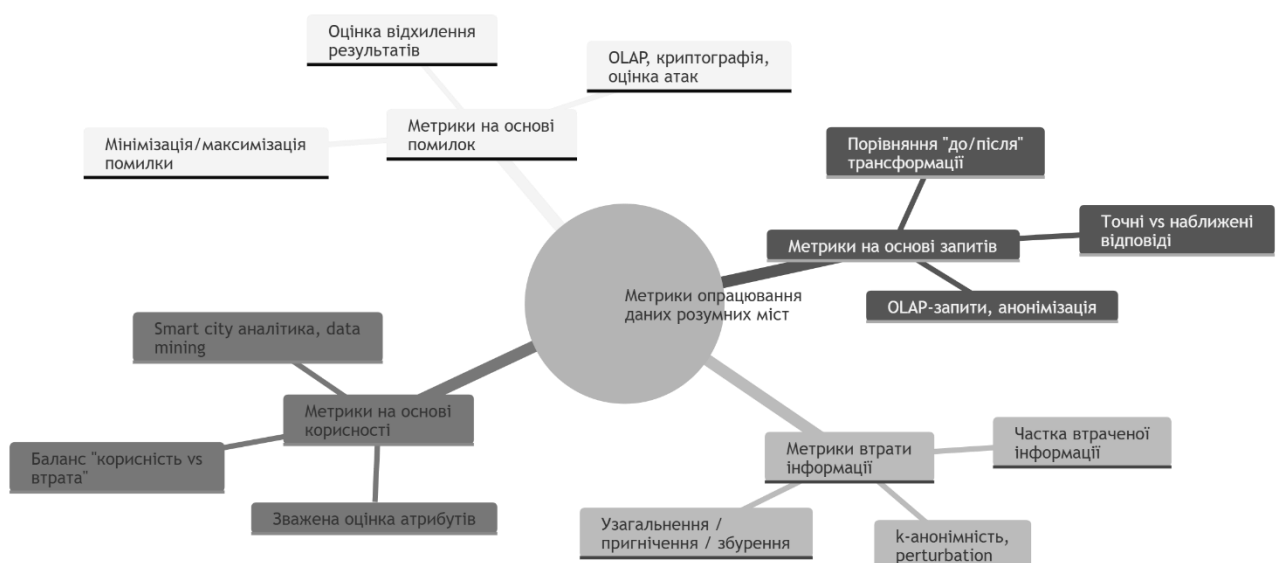 Оцінка відхилення
результатів
OLAP, криптографія,
оцінка атак
Метрики на основі
помилок
Мінімізація/максимізація
помилки
Порівняння "до/після"
трансформації
Точні vs наближені
відповіді
Метрики на основі запитів
OLAP-запити, анонімізація
Метрики опрацювання
даних розумних міст
Smart city аналітика, data
mining
Метрики на основі
корисності
Баланс "корисність vs
втрата"
Зважена оцінка атрибутів
Метрики втрати
інформації
Частка втраченої
інформації
Узагальнення /
пригнічення / збурення
k-анонімність,
perturbation